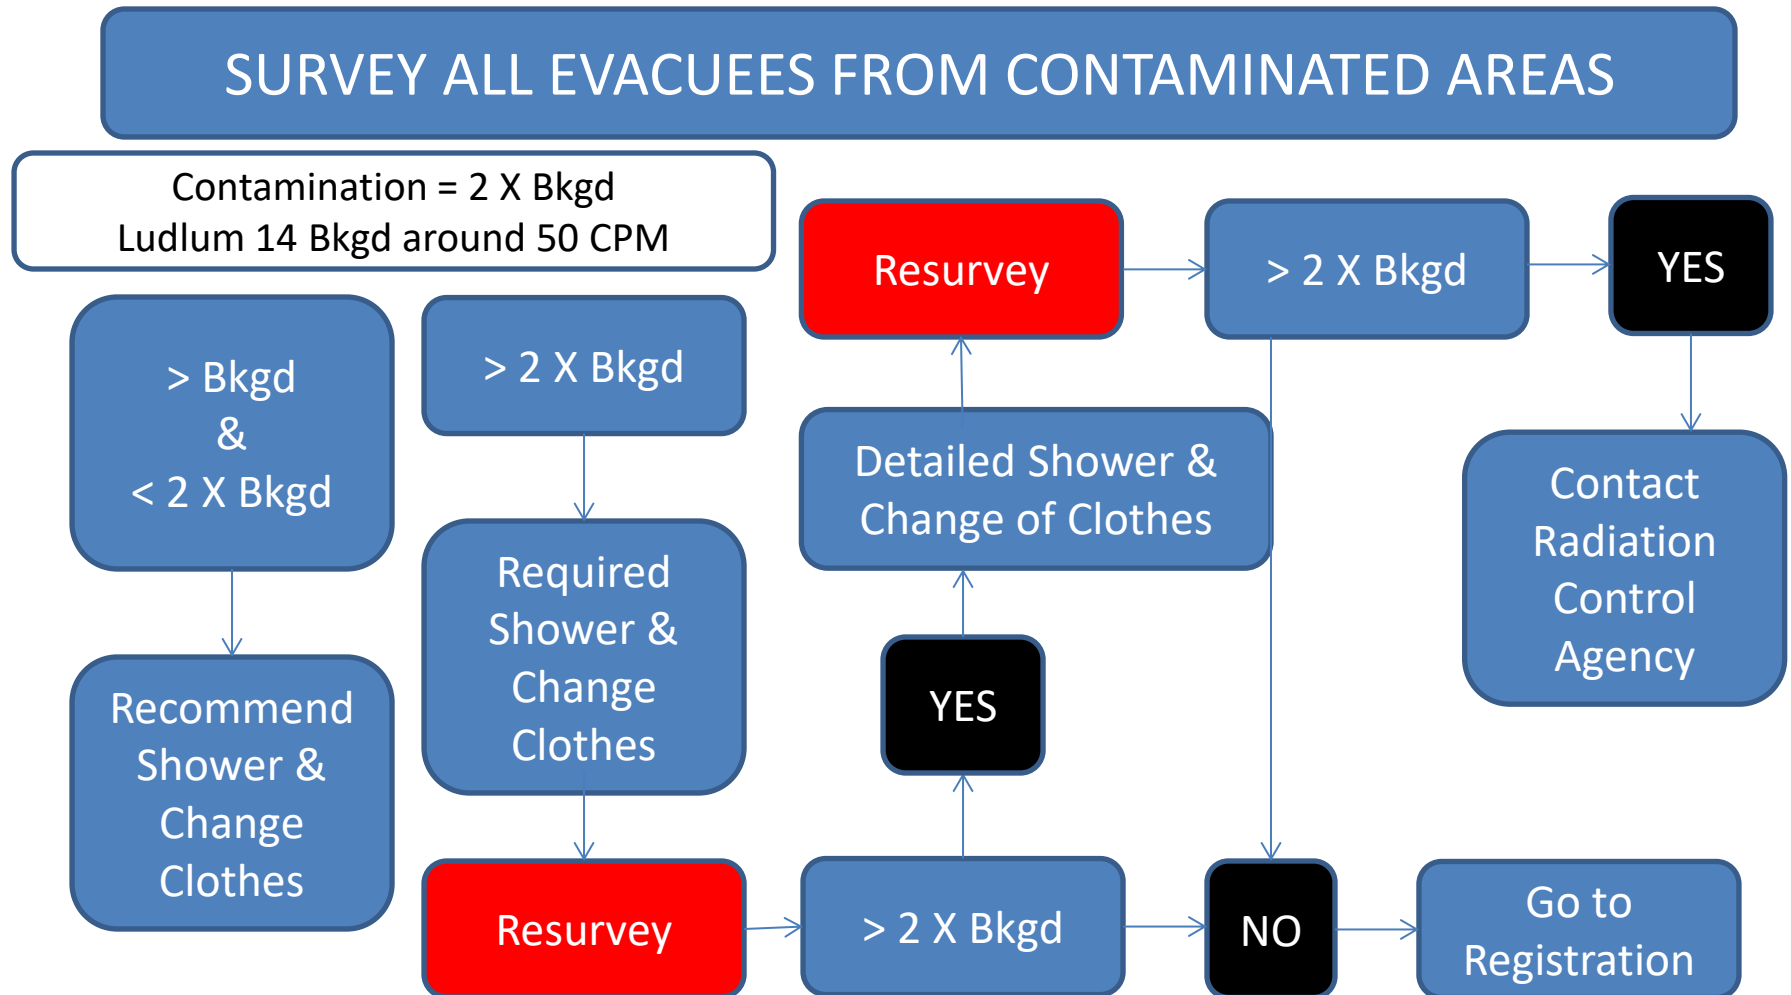 SURVEY ALL EVACUEES FROM CONTAMINATED AREAS
Contamination = 2 X Bkgd
Ludlum 14 Bkgd around 50 CPM
> Bkgd
&
< 2 X Bkgd
Recommend
Shower &
Change
Clothes
> 2 X Bkgd
Required
Shower &
Change
Clothes
Resurvey
> 2 X Bkgd
YES
Detailed Shower &
Change of Clothes
Resurvey
> 2 X Bkgd
YES
Contact
Radiation
Control
Agency
NO
Go to
Registration